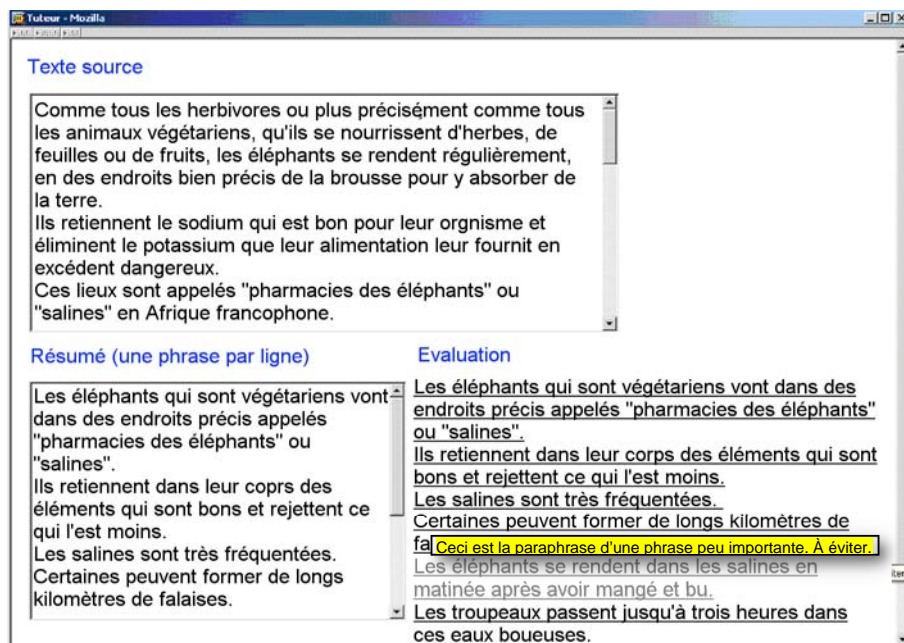 Tuteur - Mozilla
Texte source
Comme tous les herbivores ou plus précisément comme tous
les animaux végétariens, qu'ils se nourrissent d'herbes, de
feuilles ou de fruits, les éléphants se rendent régulièrement,
en des endroits bien précis de la brousse pour y absorber de
la terre.
Ils retiennent le sodium qui est bon pour leur orgnisme et
éliminent le potassium que leur alimentation leur fournit en
excédent dangereux.
Ces lieux sont appelés "pharmacies des éléphants" ou
"salines" en Afrique francophone.
Résumé (une phrase par ligne)
Les éléphants qui sont végétariens vont
dans des endroits précis appelés
"pharmacies des éléphants" ou
"salines".
Ils retiennent dans leur coprs des
éléments qui sont bons et rejettent ce
qui l'est moins.
Les salines sont très fréquentées.
Certaines peuvent former de longs
kilomètres de falaises.
Evaluation
Les éléphants qui sont végétariens vont dans des
endroits précis appelés "pharmacies des éléphants"
ou "salines".
Ils retiennent dans leur corps des éléments qui sont
bons et rejettent ce qui l'est moins.
Les salines sont très fréquentées.
Certaines peuvent former de longs kilomètres de
fa
Ceci est la paraphrase d'une phrase peu importante. À éviter.
Les éléphants se rendent dans les salines en
matinée après avoir mangé et bu.
Les troupeaux passent jusqu'à trois heures dans
ces eaux boueuses.